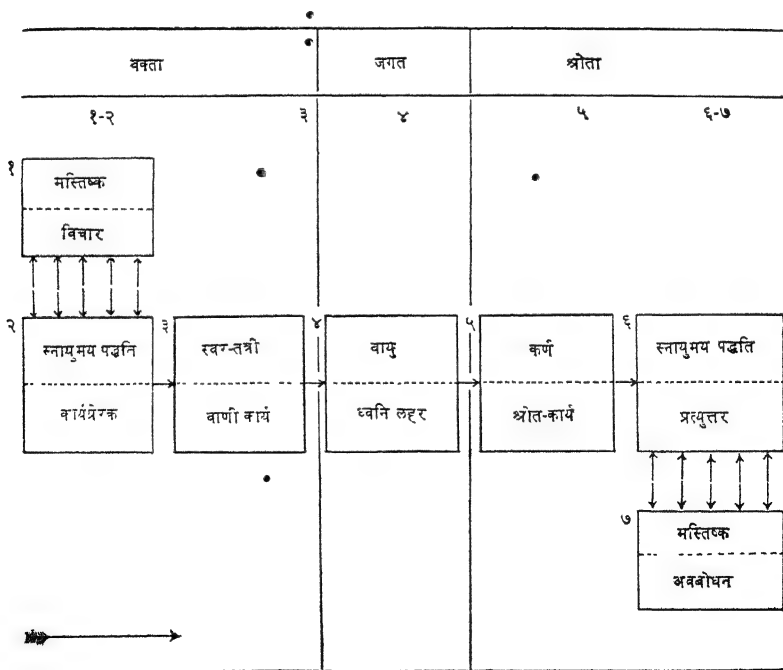 वक्ता जगत श्रोता
१-२ ३ ४ ५ ६-७
१
मस्तिष्क
विचार
२ ३ ४ ५ ६
स्नायुमय पद्धति स्वर-तंत्री वायु कर्ण स्नायुमय पद्धति
कार्यप्रेरक वाणी कार्य ध्वनि लहर श्रोत-कार्य प्रत्युत्तर
७
मस्तिष्क
अवबोधन